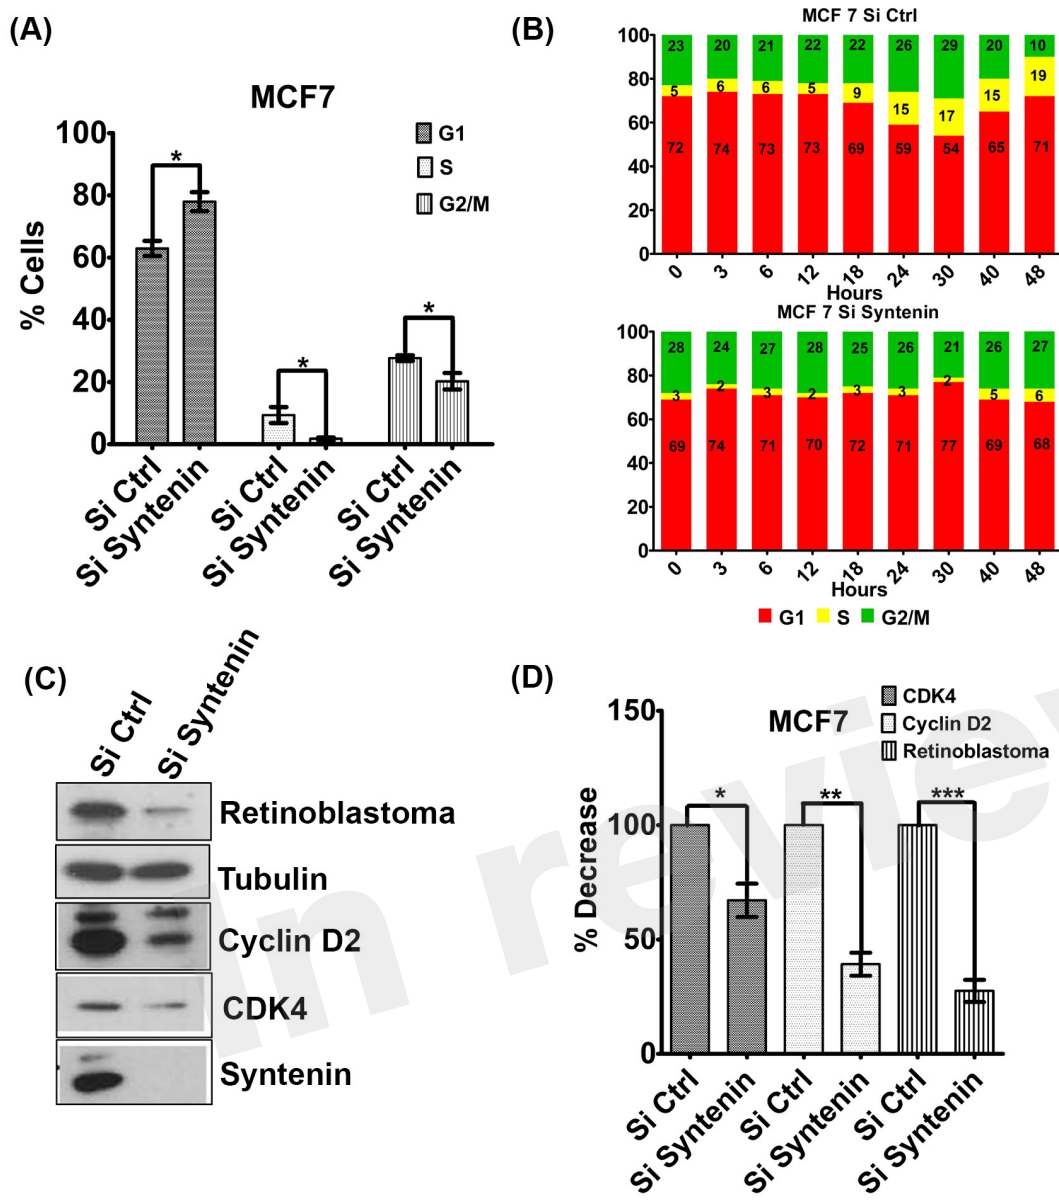 (A)
MCF7
G1
S
G2/M
100
80
60
40
20
0
% Cells
*
*
*
Si Ctrl
Si Syntenin
Si Ctrl
Si Syntenin
Si Ctrl
Si Syntenin
(B)
MCF 7 Si Ctrl
100
80
60
40
20
0
23 20 21 22 22 26 29 20 10
5 6 6 5 9 15 17 15 19
72 74 73 73 69 59 54 65 71
0 3 6 12 18 24 30 40 48
Hours
MCF 7 Si Syntenin
100
80
60
40
20
0
28 24 27 28 25 26 21 26 27
3 2 3 2 3 3 2 5 6
69 74 71 70 72 71 77 69 68
0 3 6 12 18 24 30 40 48
Hours
G1 S G2/M
(C)
Si Ctrl
Si Syntenin
Retinoblastoma
Tubulin
Cyclin D2
CDK4
Syntenin
(D)
MCF7
CDK4
Cyclin D2
Retinoblastoma
150
100
50
0
% Decrease
*
**
***
Si Ctrl
Si Syntenin
Si Ctrl
Si Syntenin
Si Ctrl
Si Syntenin
In review